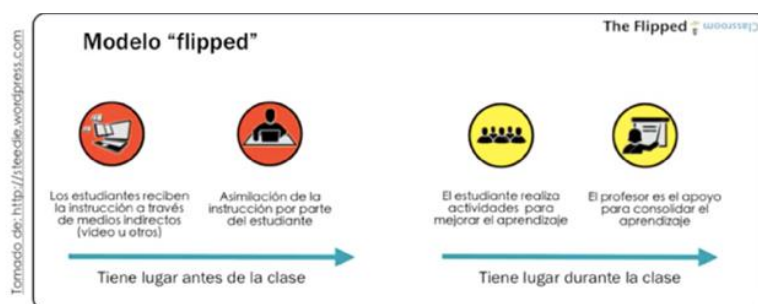 Tomado de: http://steedie.wordpress.com
Modelo “flipped”
The Flipped Classroom
Los estudiantes reciben
la instrucción a través
de medios indirectos
(vídeo u otros)
Asimilación de la
instrucción por parte
del estudiante
El estudiante realiza
actividades para
mejorar el aprendizaje
El profesor es el apoyo
para consolidar el
aprendizaje
Tiene lugar antes de la clase
Tiene lugar durante la clase